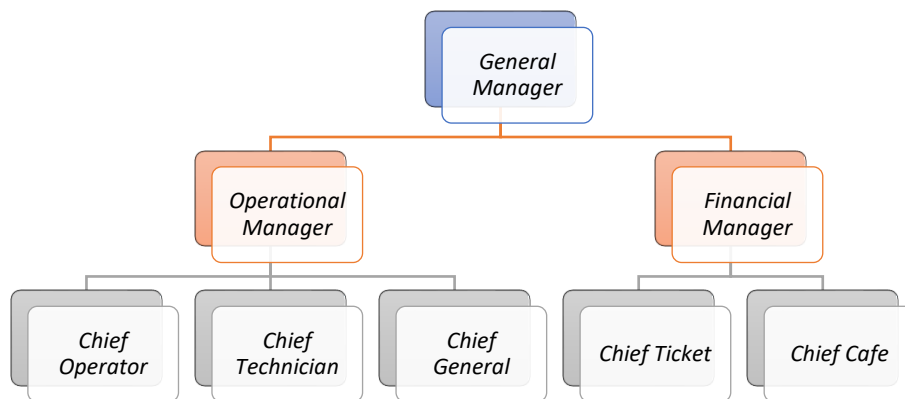 General
Manager
Operational
Manager
Financial
Manager
Chief
Operator
Chief
Technician
Chief
General
Chief Ticket
Chief Cafe